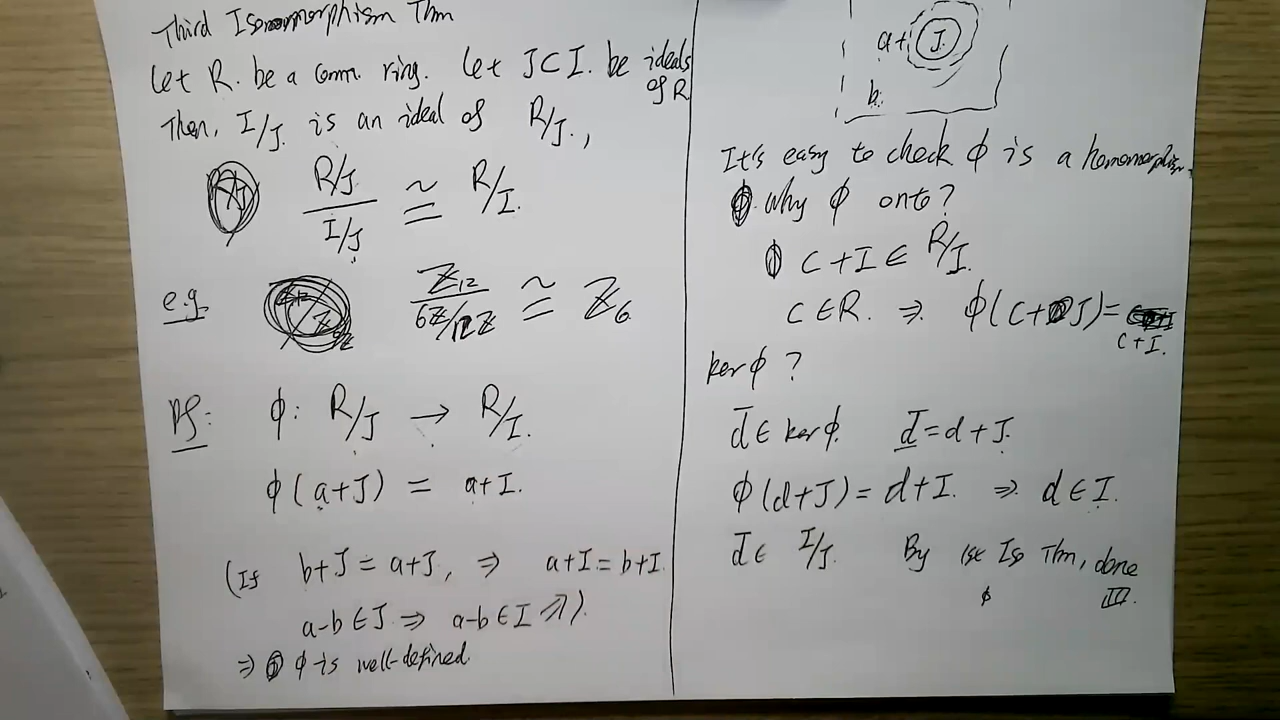 Third Isomorphism Thm
Let R. be a comm. ring. Let J⊂I. be ideals
of R
Then, I/J. is an ideal of R/J.,
R/J. / I/J. ≃ R/I.
e.g. Z₁₂ / 6Z/12Z ≃ Z₆
Pf: φ: R/J → R/I.
φ(a+J) = a+I.
(If b+J = a+J, ⇒ a+I = b+I.
a-b∈J ⇒ a-b∈I ⇗).
⇒ φ is well-defined.
a+ J.
b.
It's easy to check φ is a homomorphism.
why φ onto?
C+I ∈ R/I.
C∈R. ⇒ φ(C+J)=
C+I.
ker φ ?
d̄ ∈ ker φ. d̄ = d+J.
φ(d+J) = d+I. ⇒ d∈I.
d̄ ∈ I/J. By 1st Iso Thm, done
φ